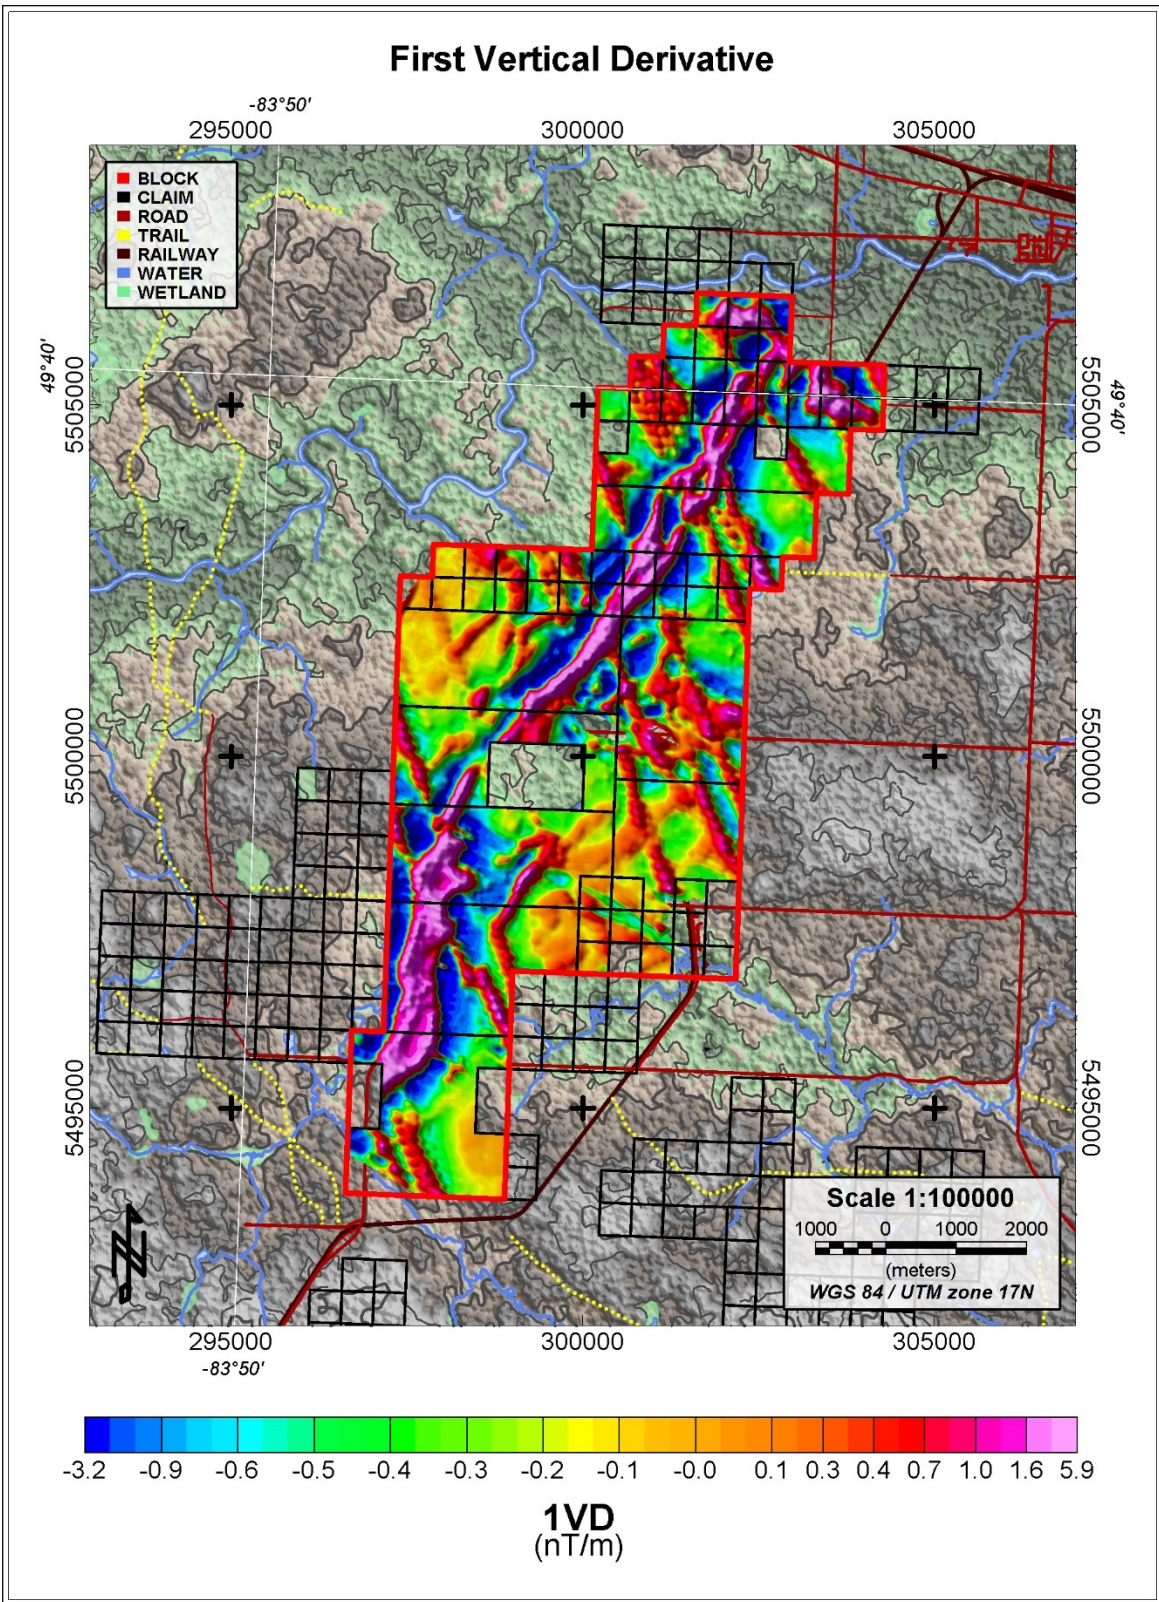 First Vertical Derivative
-83°50'
295000 300000 305000
BLOCK
CLAIM
ROAD
TRAIL
RAILWAY
WATER
WETLAND
49°40'
5505000
5505000
49°40'
5500000
5500000
5495000
5495000
Scale 1:100000
1000 0 1000 2000
(meters)
WGS 84 / UTM zone 17N
295000 300000 305000
-83°50'
-3.2 -0.9 -0.6 -0.5 -0.4 -0.3 -0.2 -0.1 -0.0 0.1 0.3 0.4 0.7 1.0 1.6 5.9
1VD
(nT/m)